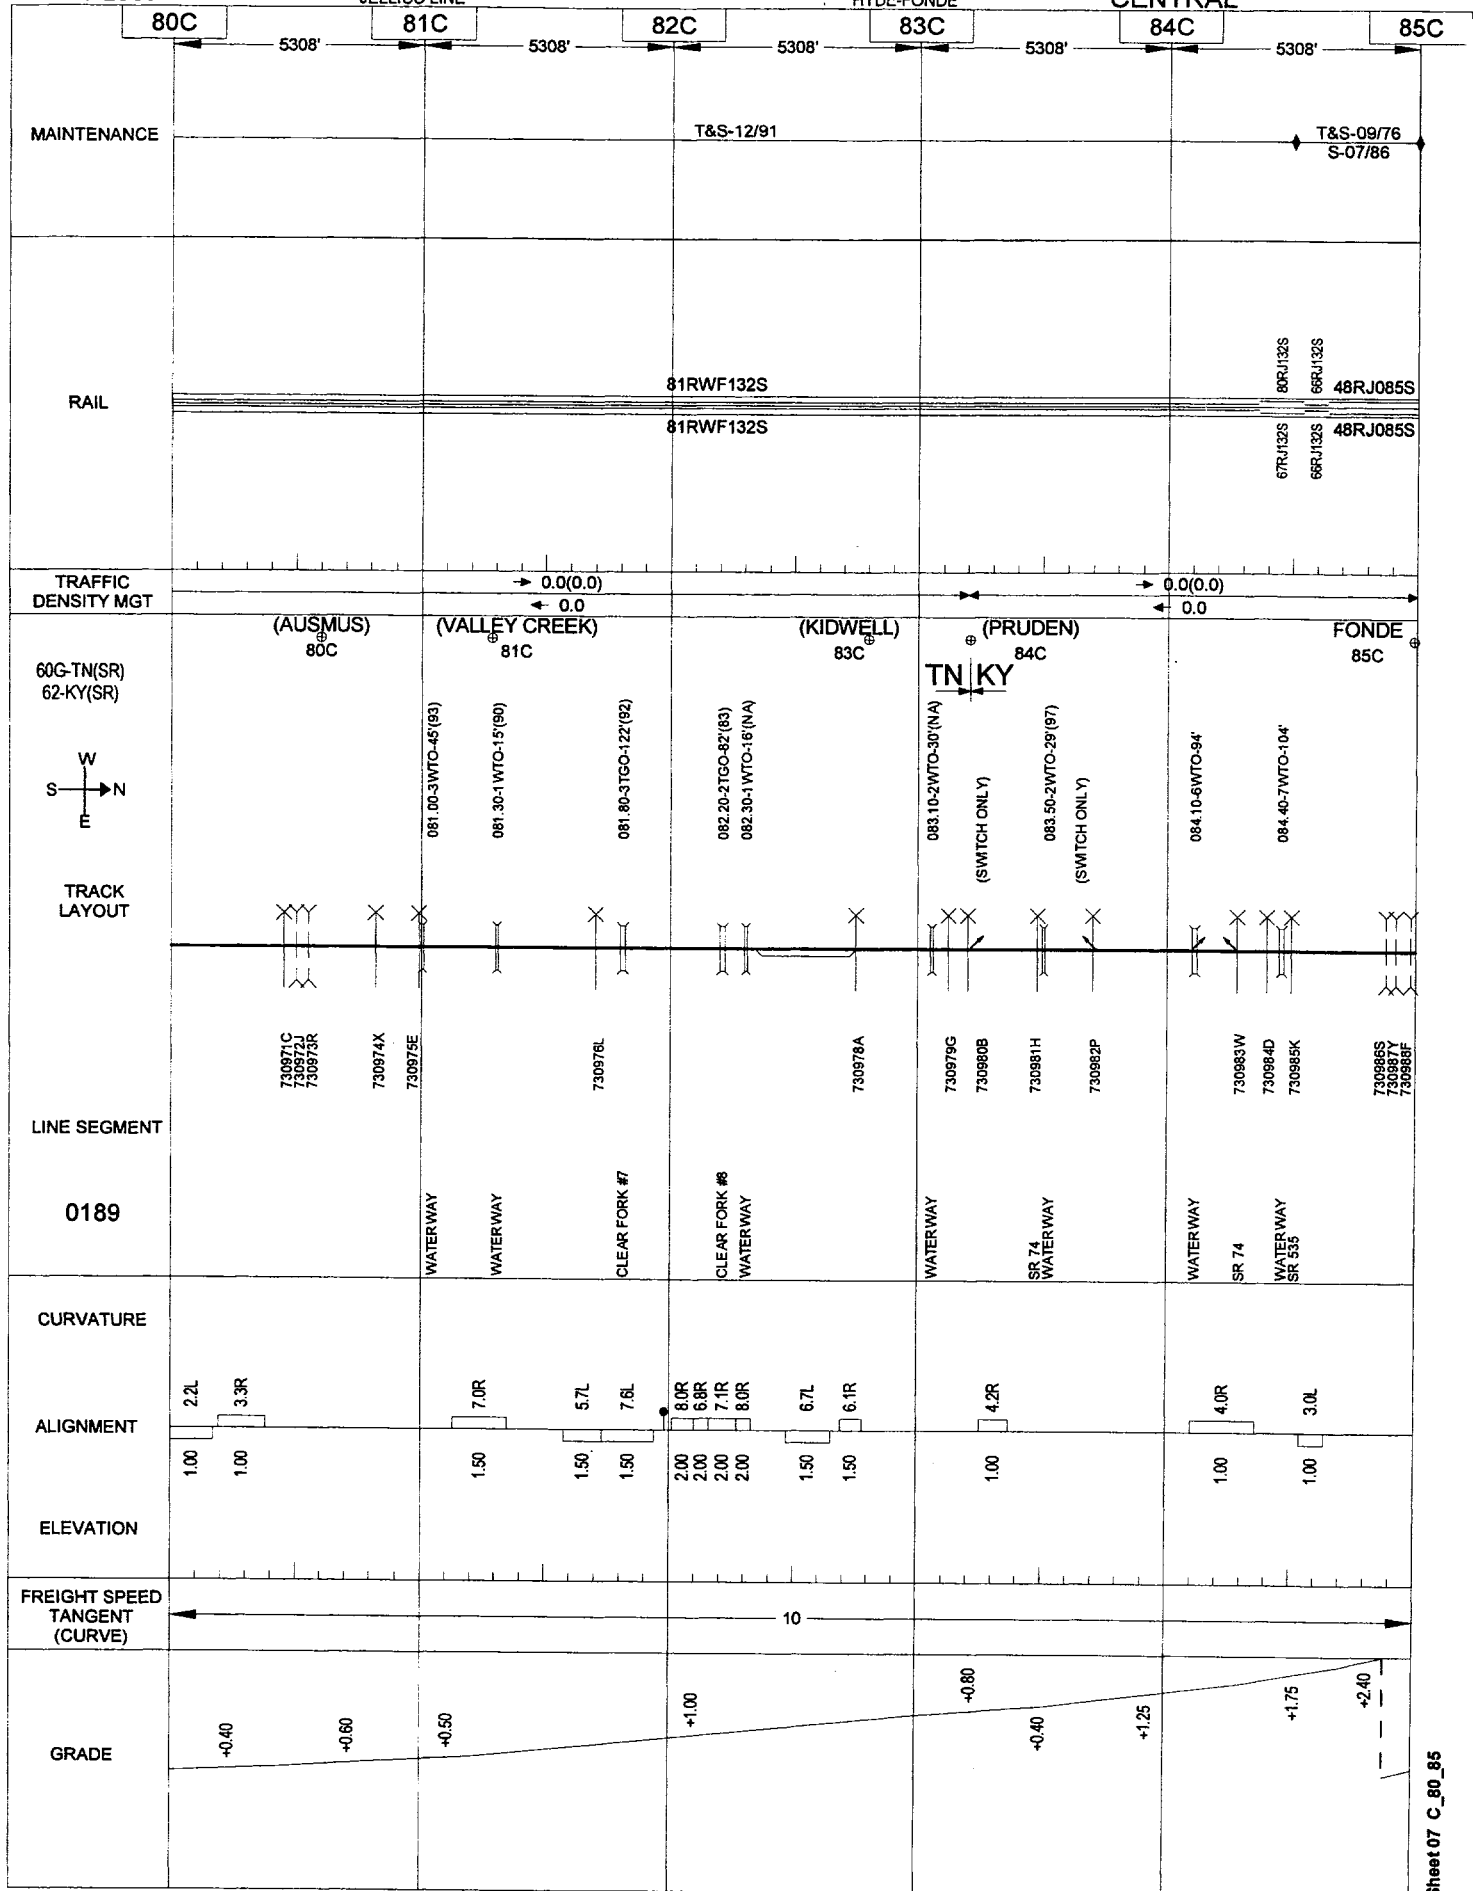 JELLICO LINE
HYDE-FONDE
CENTRAL
80C 81C 82C 83C 84C 85C
5308' 5308' 5308' 5308' 5308'
MAINTENANCE
T&S-12/91
T&S-09/76
S-07/86
RAIL
81RWF132S
81RWF132S
80RJ132S
66RJ132S
48RJ085S
67RJ132S
66RJ132S
48RJ085S
TRAFFIC
DENSITY MGT
0.0(0.0)
0.0
0.0(0.0)
0.0
(AUSMUS)
80C
(VALLEY CREEK)
81C
(KIDWELL)
83C
(PRUDEN)
84C
FONDE
85C
60G-TN(SR)
62-KY(SR)
TN KY
W
S N
E
081.00-3WTO-45'(93)
081.30-1WTO-15'(90)
081.80-3TGO-122'(92)
082.20-2TGO-82'(83)
082.30-1WTO-16'(NA)
083.10-2WTO-30'(NA)
(SWITCH ONLY)
083.50-2WTO-29'(97)
(SWITCH ONLY)
084.10-6WTO-94'
084.40-7WTO-104'
TRACK
LAYOUT
730971C
730972J
730973R
730974X
730975E
730976L
730978A
730979G
730980B
730981H
730982P
730983W
730984D
730985K
730986S
730987Y
730988F
LINE SEGMENT
0189
WATERWAY
WATERWAY
CLEAR FORK #7
CLEAR FORK #8
WATERWAY
WATERWAY
SR 74
WATERWAY
WATERWAY
SR 74
WATERWAY
SR 535
CURVATURE
2.2L
3.3R
7.0R
5.7L
7.6L
8.0R
6.8R
7.1R
8.0R
6.7L
6.1R
4.2R
4.0R
3.0L
ALIGNMENT
1.00
1.00
1.50
1.50
1.50
2.00
2.00
2.00
2.00
1.50
1.50
1.00
1.00
1.00
ELEVATION
FREIGHT SPEED
TANGENT
(CURVE)
10
GRADE
+0.40
+0.60
+0.50
+1.00
+0.80
+0.40
+1.25
+1.75
+2.40
Sheet 07 C_80_85